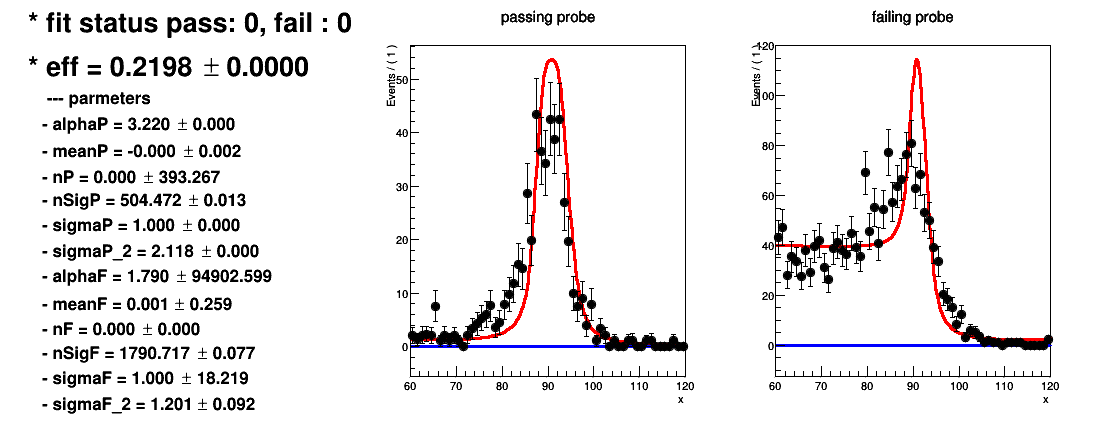 * fit status pass: 0, fail : 0
* eff = 0.2198 ± 0.0000
--- parmeters
- alphaP = 3.220 ± 0.000
- meanP = -0.000 ± 0.002
- nP = 0.000 ± 393.267
- nSigP = 504.472 ± 0.013
- sigmaP = 1.000 ± 0.000
- sigmaP_2 = 2.118 ± 0.000
- alphaF = 1.790 ± 94902.599
- meanF = 0.001 ± 0.259
- nF = 0.000 ± 0.000
- nSigF = 1790.717 ± 0.077
- sigmaF = 1.000 ± 18.219
- sigmaF_2 = 1.201 ± 0.092
passing probe
Events / ( 1 )
50
40
30
20
10
0
60 70 80 90 100 110 120
x
failing probe
Events / ( 1 )
120
100
80
60
40
20
0
60 70 80 90 100 110 120
x